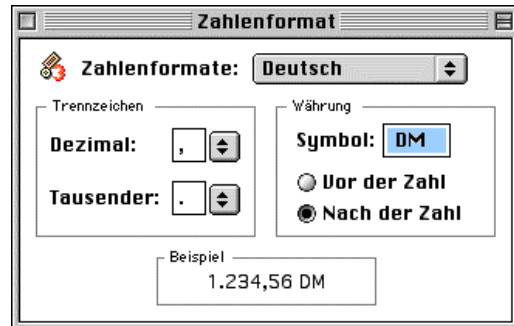 Zahlenformat
Zahlenformate: Deutsch
Trennzeichen
Dezimal: ,
Tausender: .
Währung
Symbol: DM
Vor der Zahl
Nach der Zahl
Beispiel
1.234,56 DM